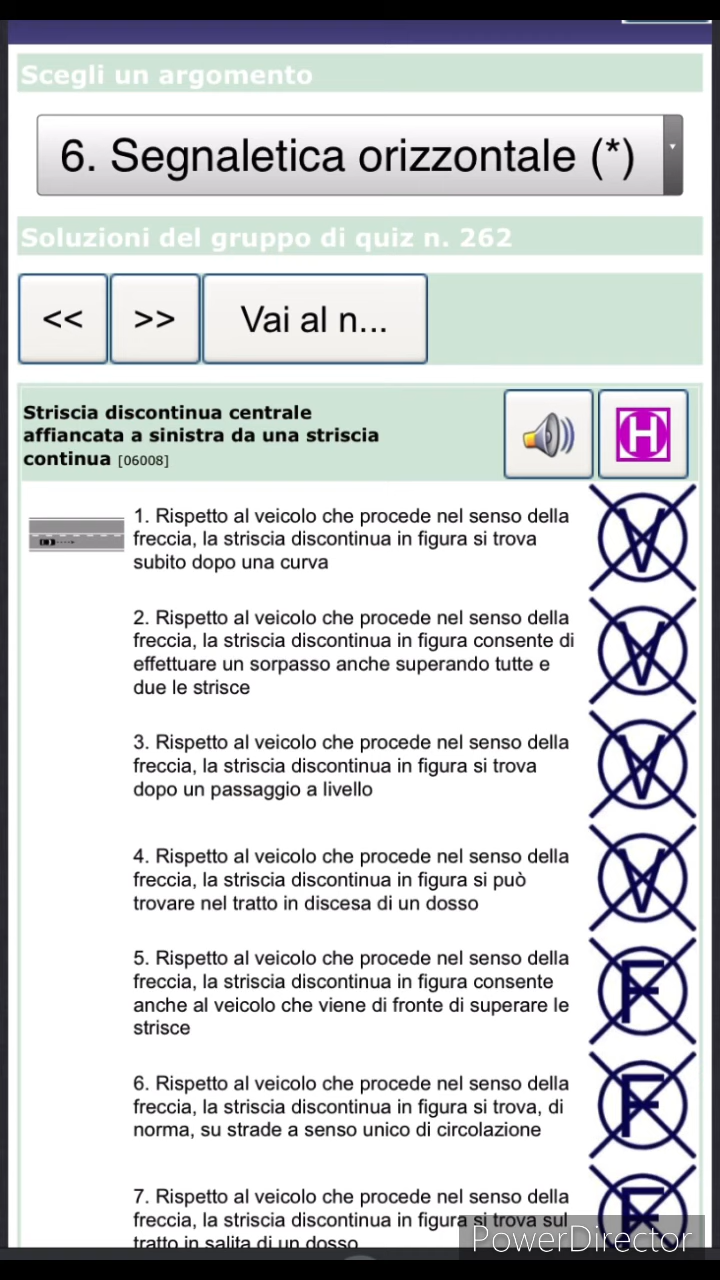 Scegli un argomento
6. Segnaletica orizzontale (*)
Soluzioni del gruppo di quiz n. 262
<<
>>
Vai al n...
Striscia discontinua centrale
affiancata a sinistra da una striscia
continua [06008]
H
1. Rispetto al veicolo che procede nel senso della
freccia, la striscia discontinua in figura si trova
subito dopo una curva
V
2. Rispetto al veicolo che procede nel senso della
freccia, la striscia discontinua in figura consente di
effettuare un sorpasso anche superando tutte e
due le strisce
V
3. Rispetto al veicolo che procede nel senso della
freccia, la striscia discontinua in figura si trova
dopo un passaggio a livello
V
4. Rispetto al veicolo che procede nel senso della
freccia, la striscia discontinua in figura si può
trovare nel tratto in discesa di un dosso
V
5. Rispetto al veicolo che procede nel senso della
freccia, la striscia discontinua in figura consente
anche al veicolo che viene di fronte di superare le
strisce
F
6. Rispetto al veicolo che procede nel senso della
freccia, la striscia discontinua in figura si trova, di
norma, su strade a senso unico di circolazione
F
7. Rispetto al veicolo che procede nel senso della
freccia, la striscia discontinua in figura si trova sul
tratto in salita di un dosso
F
PowerDirector